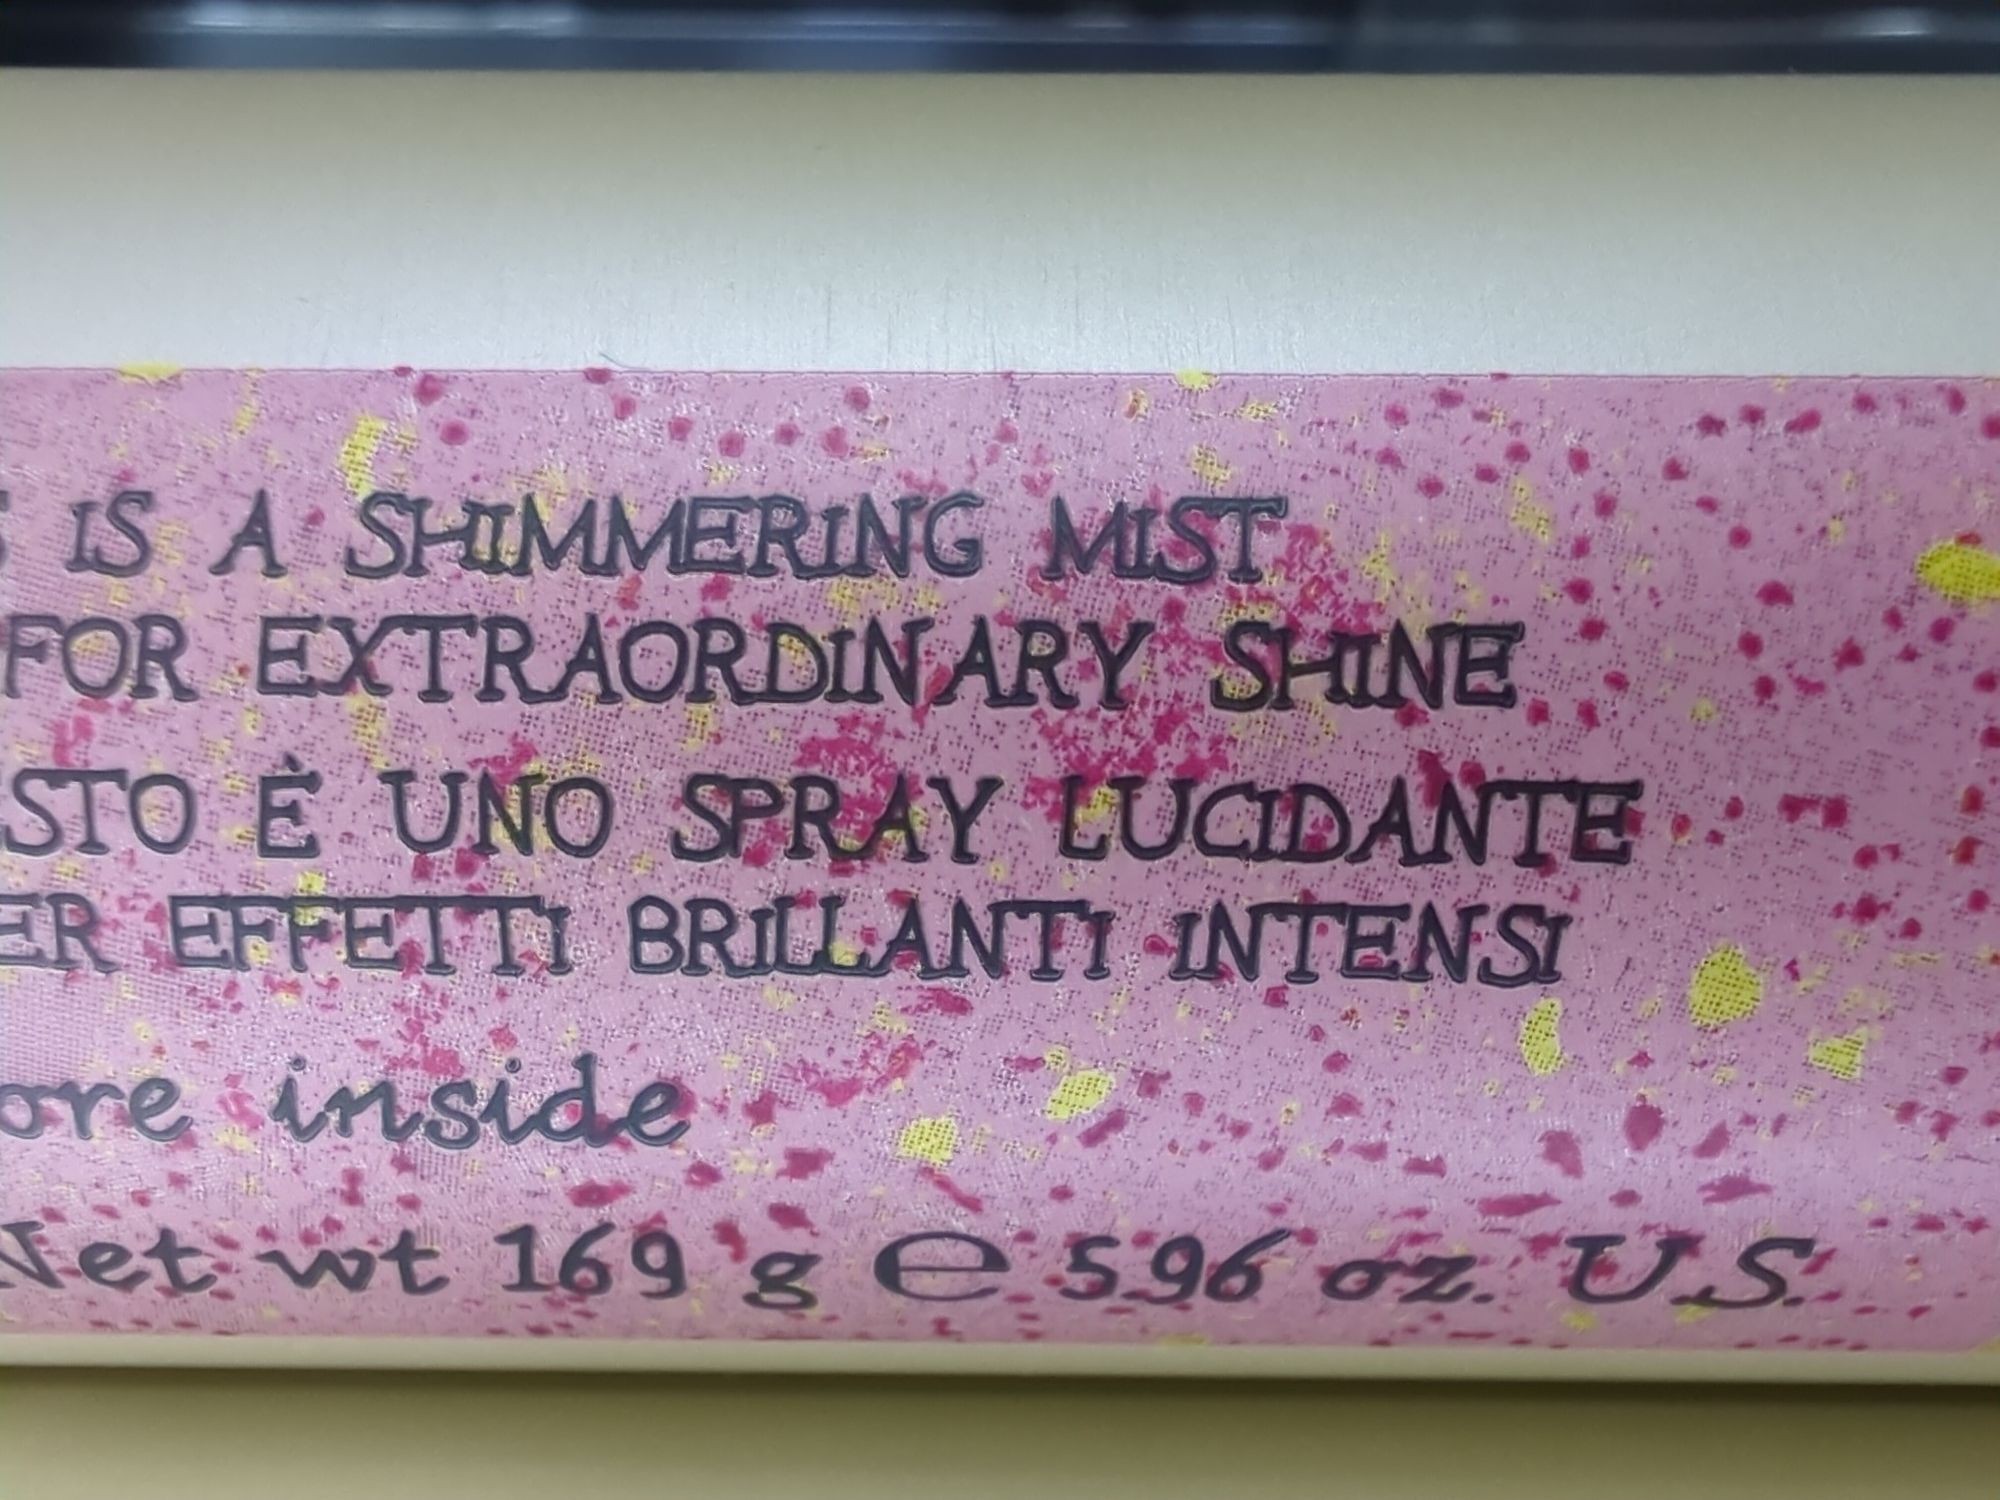 S IS A SHIMMERING MIST
FOR EXTRAORDINARY SHINE
ESTO È UNO SPRAY LUCIDANTE
ER EFFETTI BRILLANTI INTENSI
ore inside
Net wt 169 g e 5.96 oz. U.S.